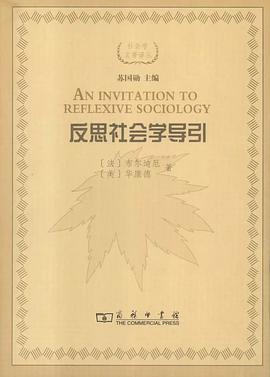 社会学
名著译丛
苏国勋 主编
AN INVITATION TO
REFLEXIVE SOCIOLOGY
反思社会学导引
〔法〕布尔迪厄
〔美〕华康德
著
商务印书馆
THE COMMERCIAL PRESS